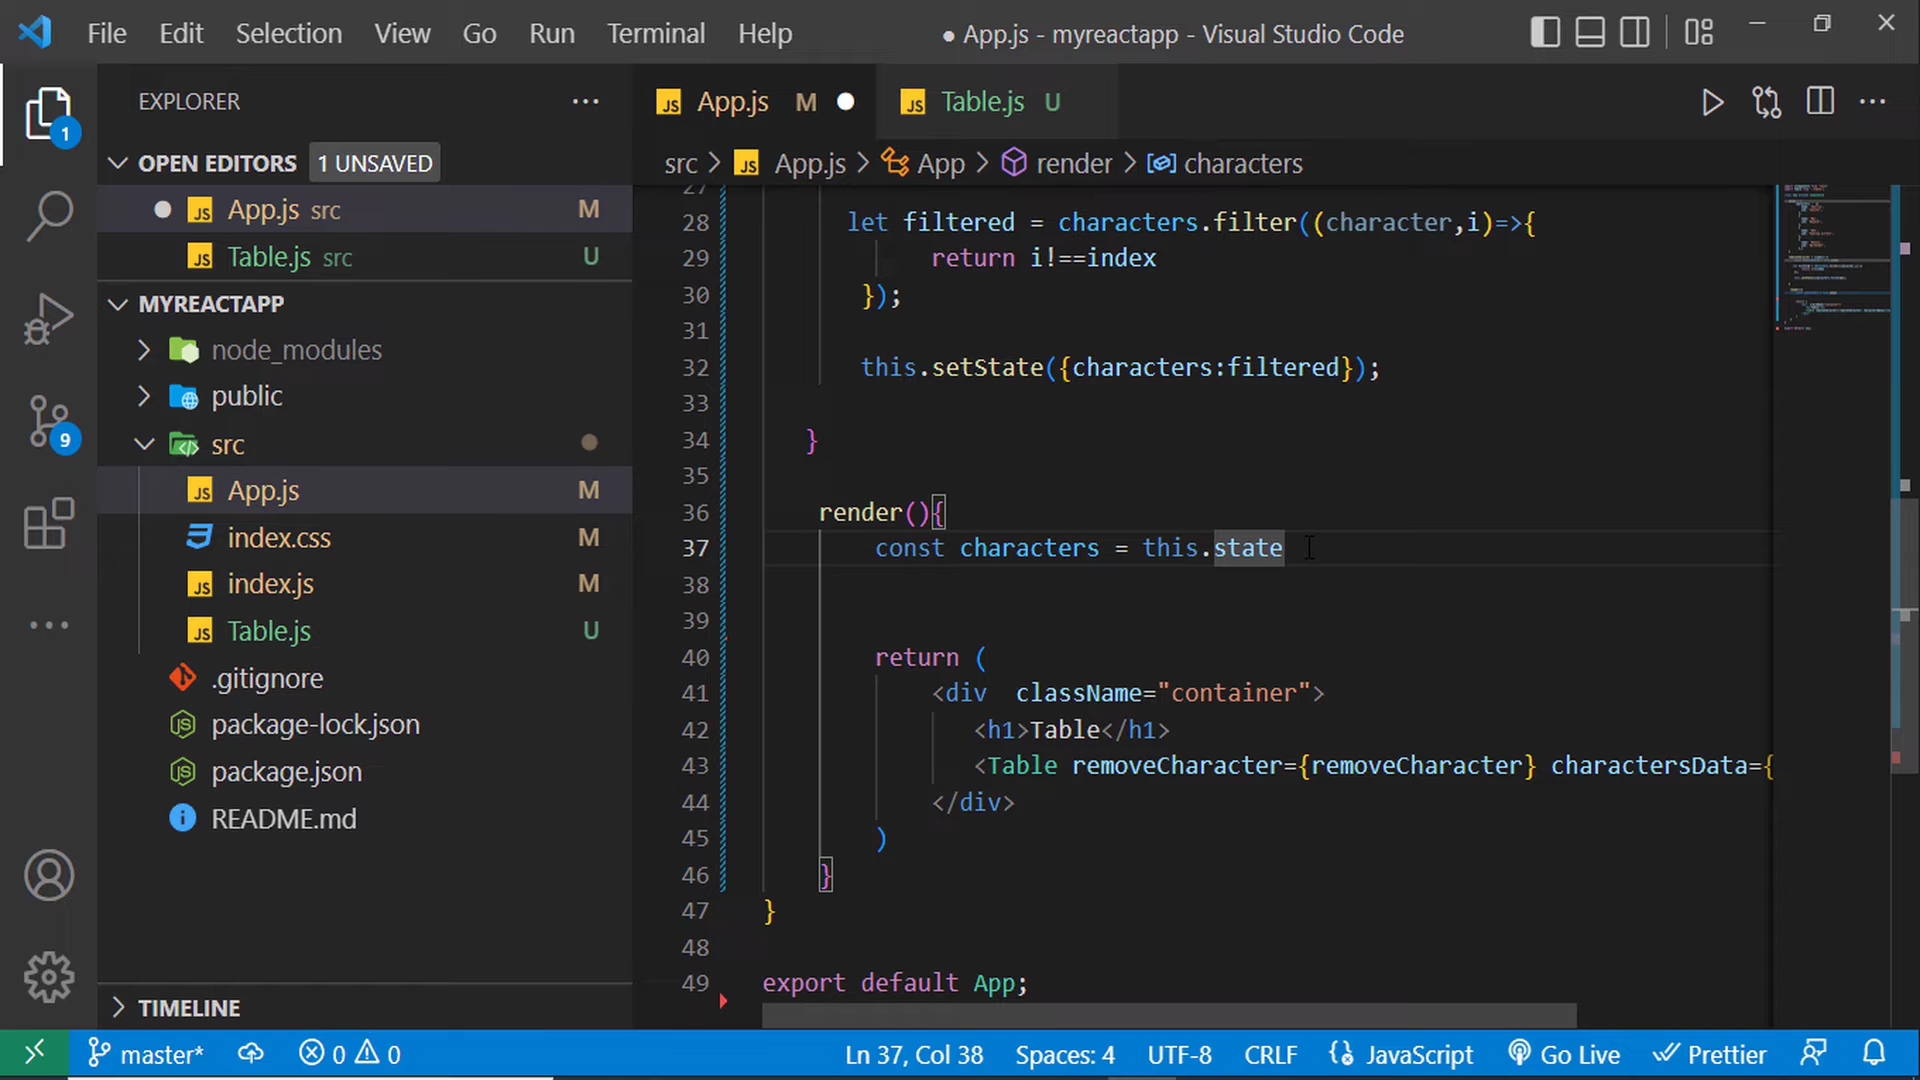 File Edit Selection View Go Run Terminal Help
● App.js - myreactapp - Visual Studio Code
EXPLORER
OPEN EDITORS 1 UNSAVED
App.js src M
Table.js src U
MYREACTAPP
node_modules
public
src
App.js M
index.css M
index.js M
Table.js U
.gitignore
package-lock.json
package.json
README.md
TIMELINE
1
9
JS App.js M
JS Table.js U
src > JS App.js > App > render > characters
27
28 let filtered = characters.filter((character,i)=>{
29 return i!==index
30 });
31
32 this.setState({characters:filtered});
33
34 }
35
36 render(){
37 const characters = this.state
38
39
40 return (
41 <div  className="container">
42 <h1>Table</h1>
43 <Table removeCharacter={removeCharacter} charactersData={
44 </div>
45 )
46 }
47 }
48
49 export default App;
master* 0 0 Ln 37, Col 38 Spaces: 4 UTF-8 CRLF JavaScript Go Live Prettier